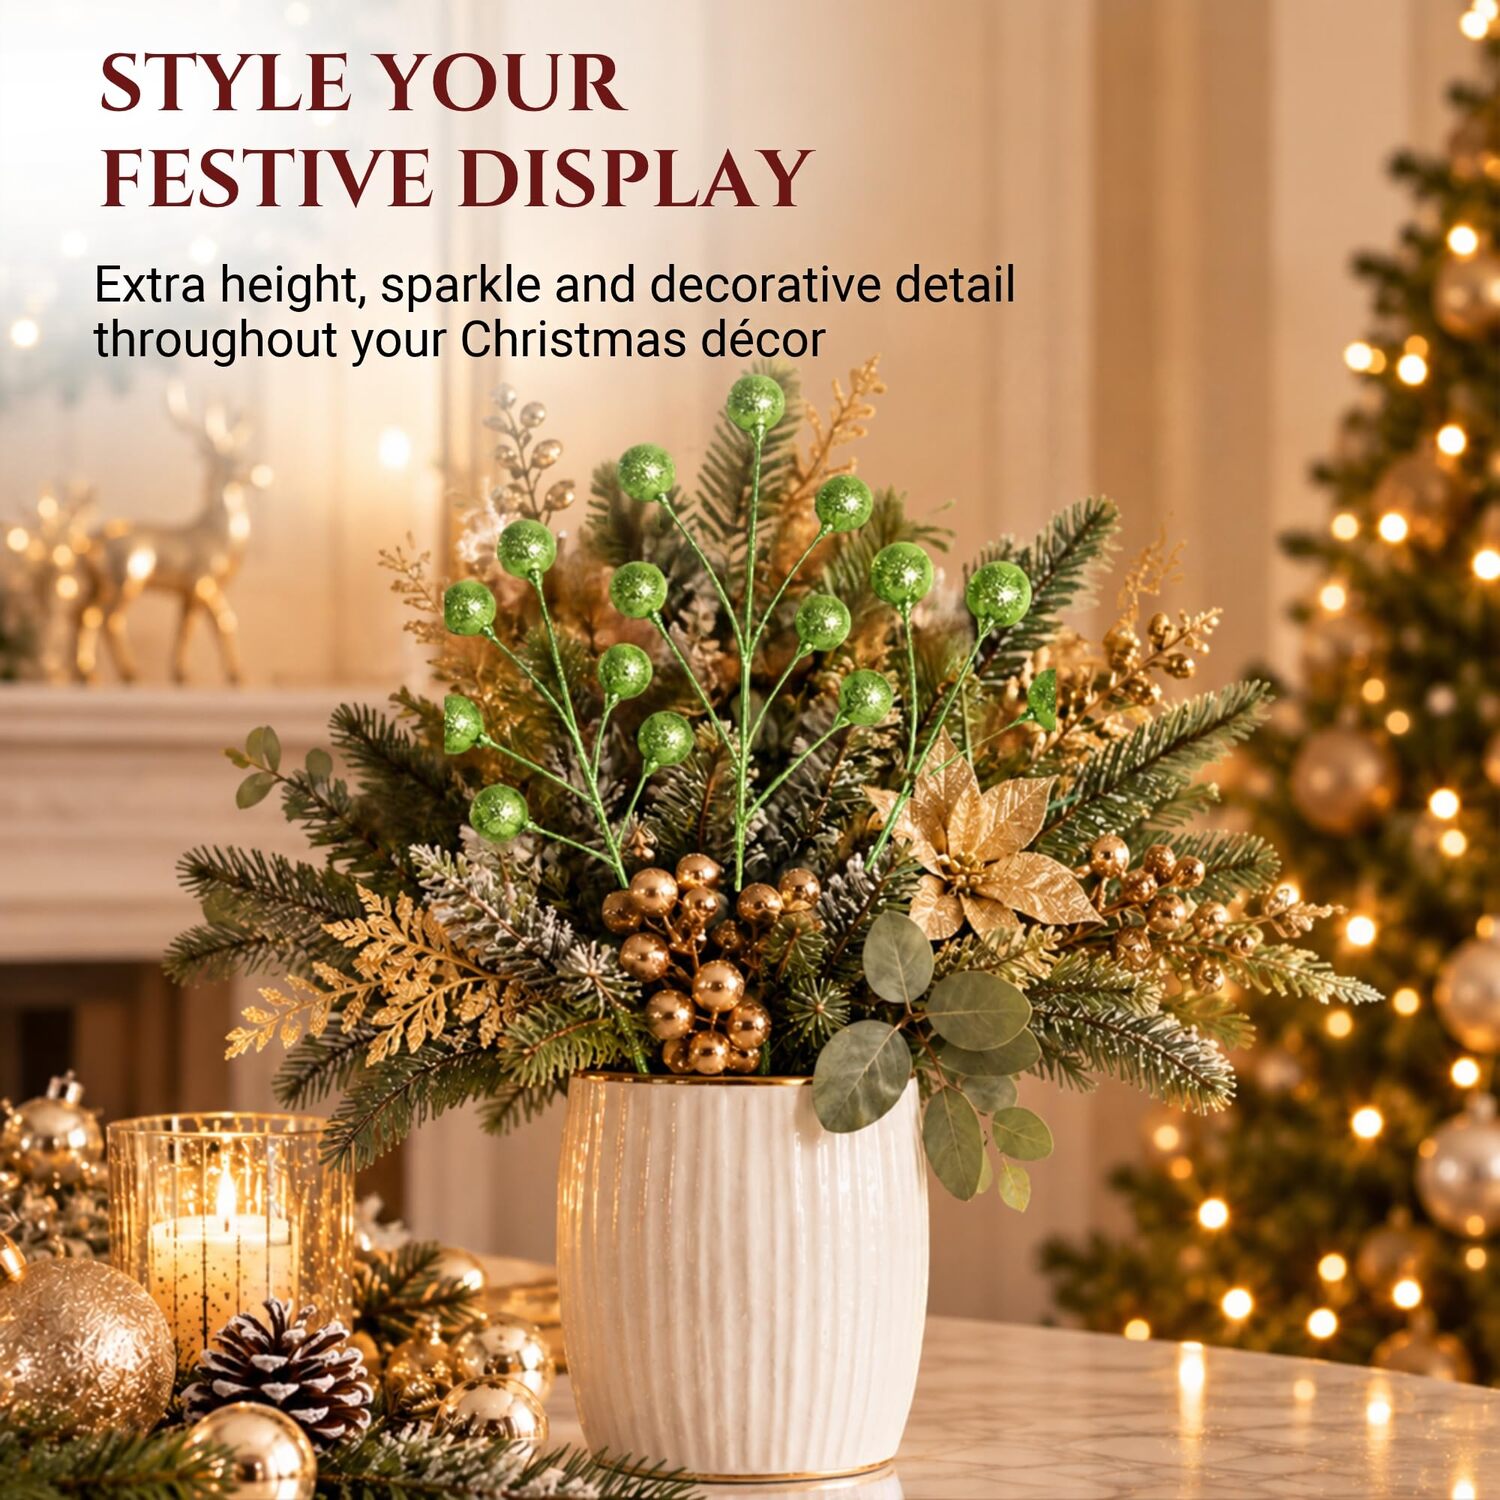 STYLE YOUR
FESTIVE DISPLAY
Extra height, sparkle and decorative detail
throughout your Christmas décor